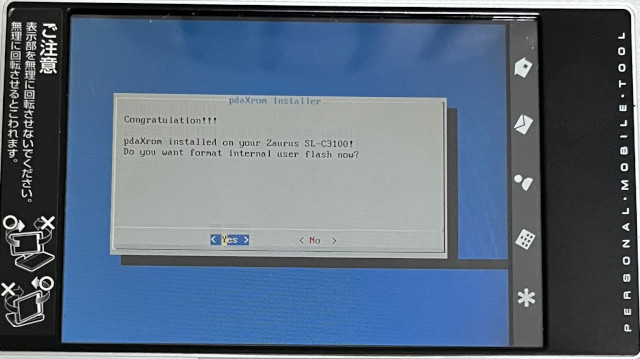 ご注意
表示部を無理に回転させないでください。
無理に回転させるとこわれます。
pdaXrom Installer
Congratulation!!!
pdaXrom installed on your Zaurus SL-C3100!
Do you want format internal user flash now?
< Yes > < No >
PERSONAL•MOBILE•TOOL